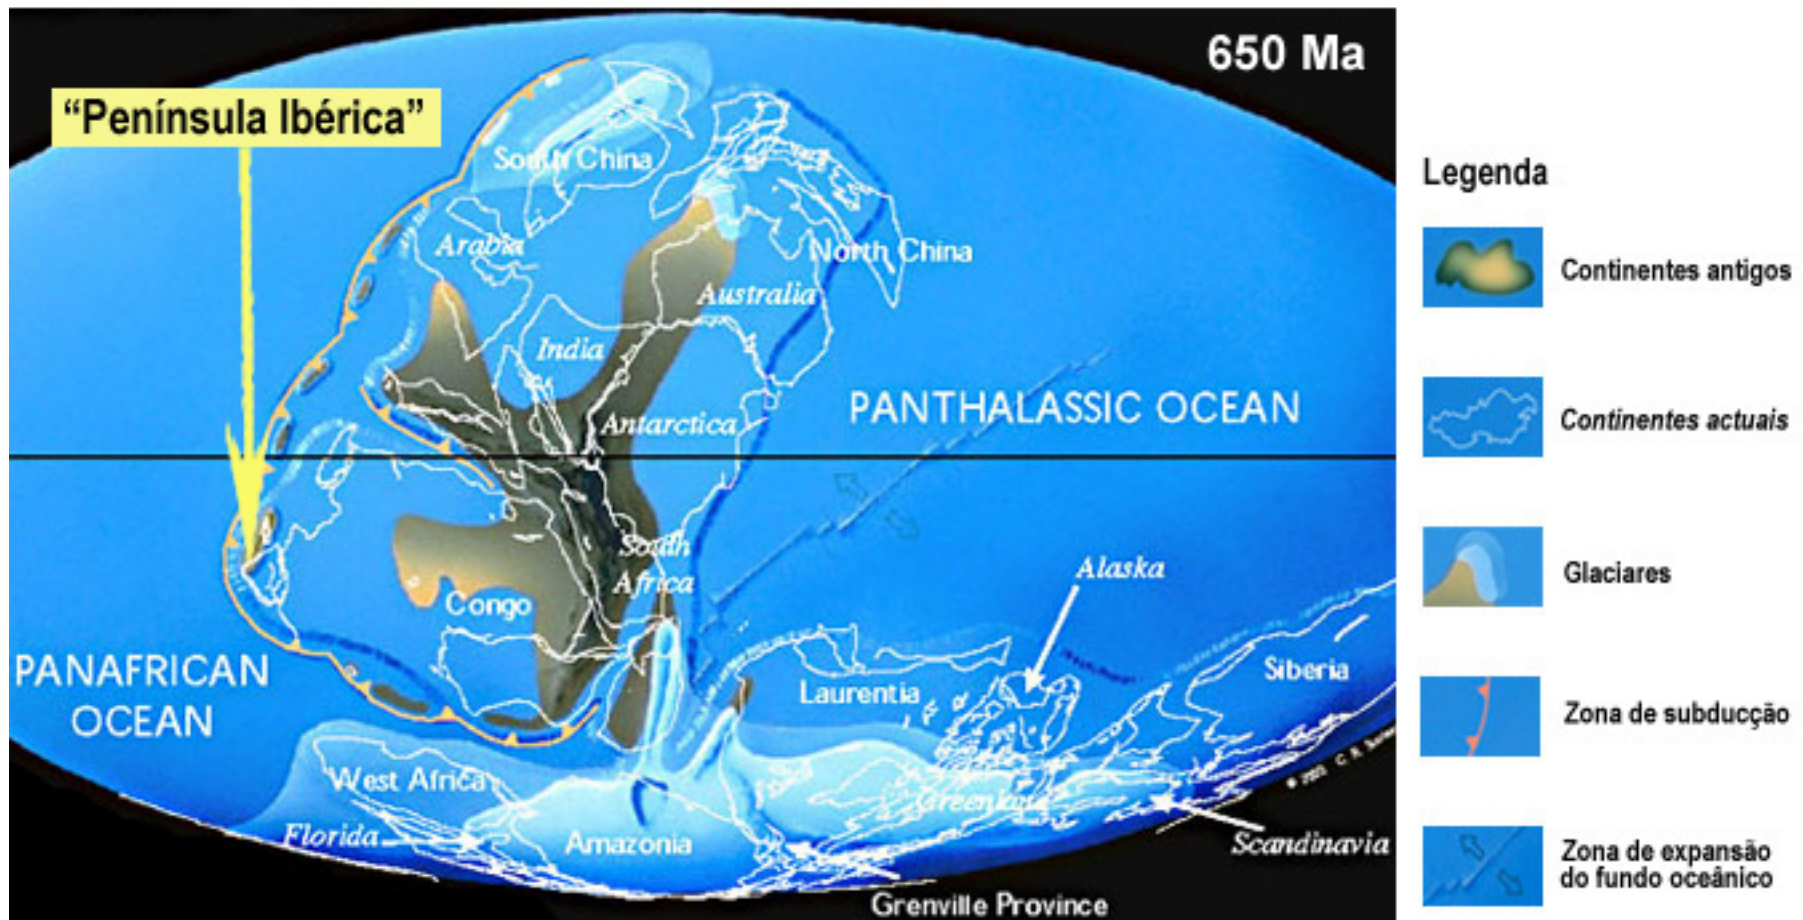 650 Ma
“Península Ibérica”
South China
Arabia
North China
Australia
India
PANTHALASSIC OCEAN
Antarctica
South
Africa
Alaska
Congo
PANAFRICAN
OCEAN
Laurentia
Siberia
West Africa
Greenland
Florida
Amazonia
Scandinavia
Grenville Province
Legenda
Continentes antigos
Continentes actuais
Glaciares
Zona de subducção
Zona de expansão
do fundo oceânico